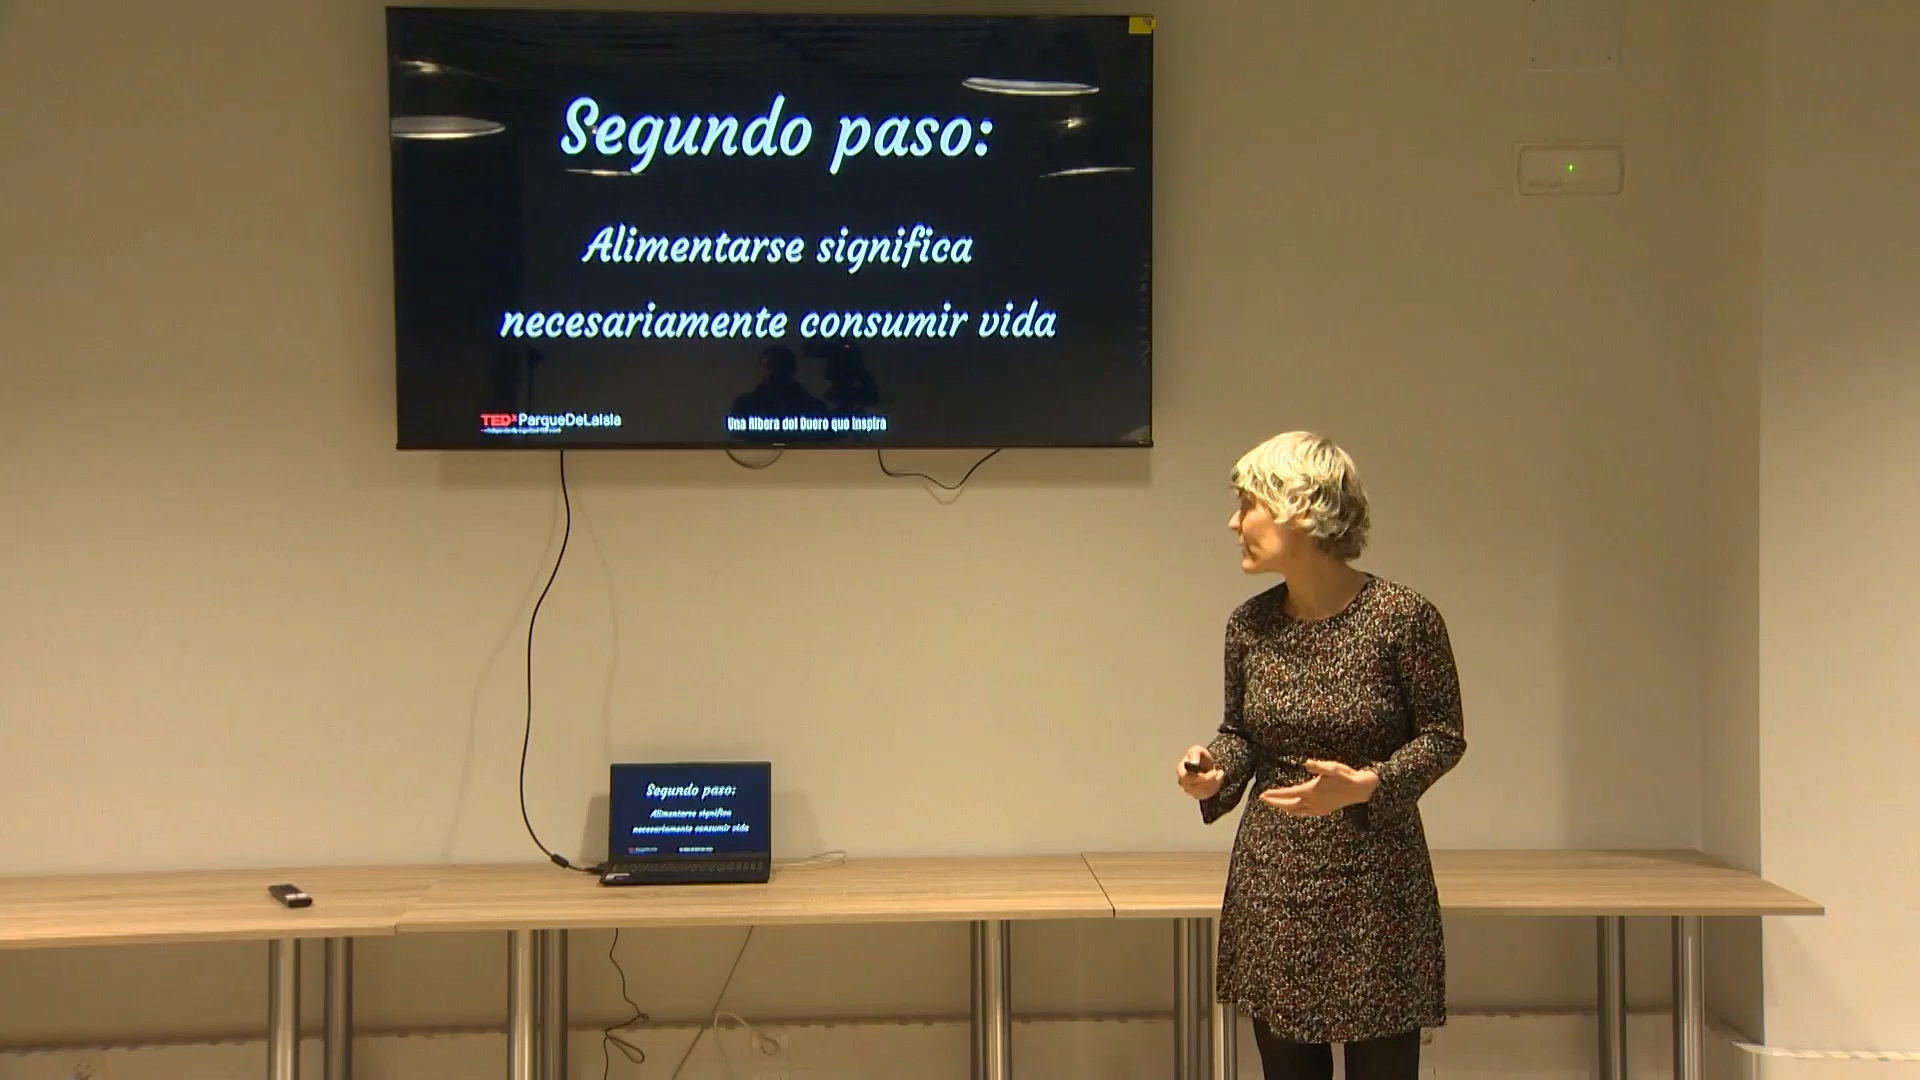 Segundo paso:
Alimentarse significa
necesariamente consumir vida
TEDxParqueDeLaIsla
Una Ribera del Duero que Inspira
Segundo paso:
Alimentarse significa
necesariamente consumir vida